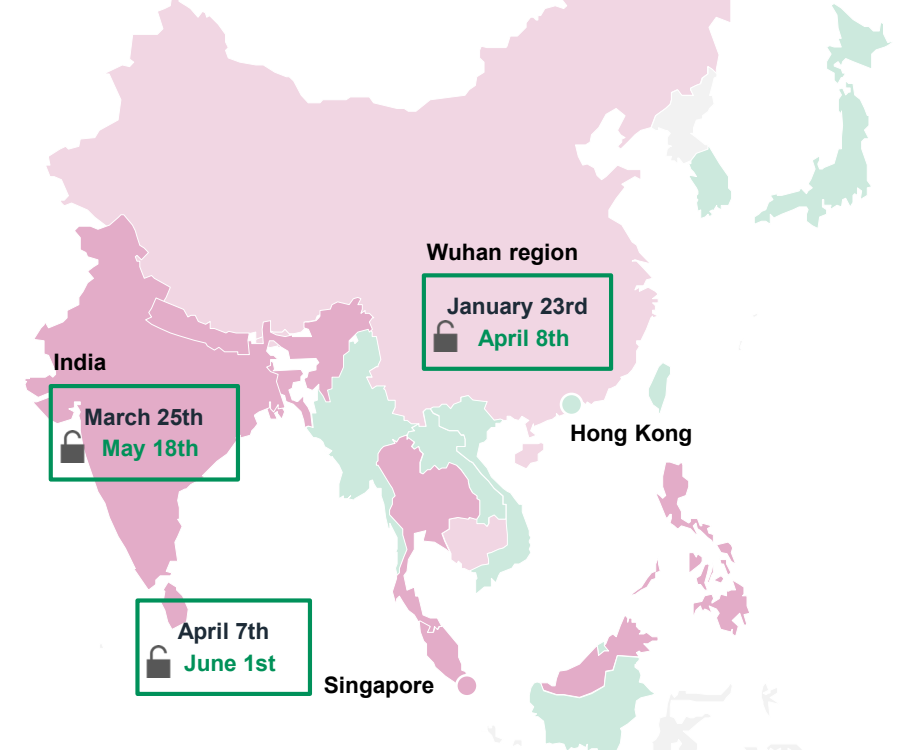 Wuhan region
January 23rd
April 8th
India
March 25th
May 18th
Hong Kong
April 7th
June 1st
Singapore